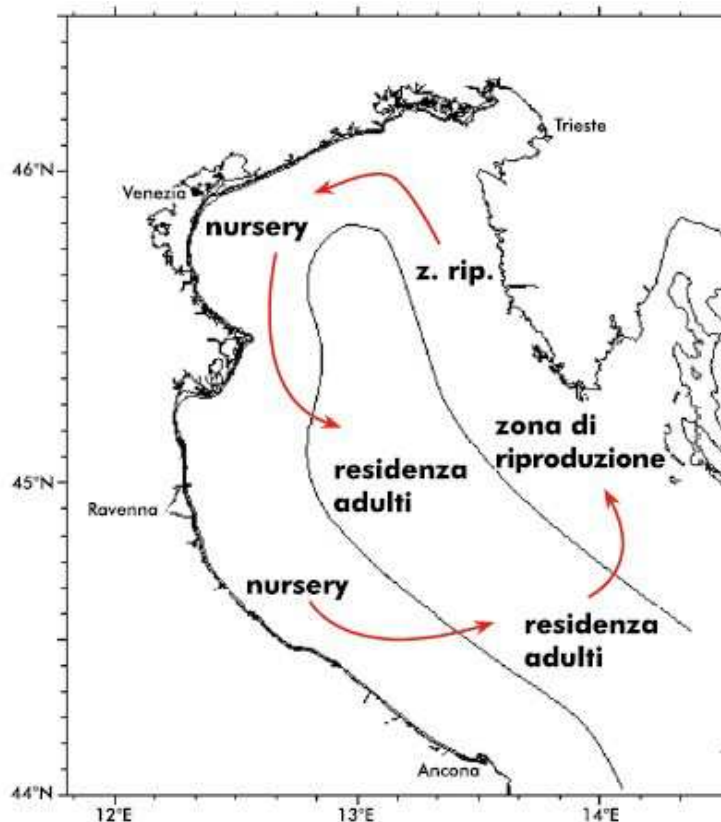 Trieste
46°N
Venezia
nursery
z. rip.
zona di
riproduzione
45°N
residenza
adulti
Ravenna
nursery
residenza
adulti
Ancona
44°N
12°E
13°E
14°E